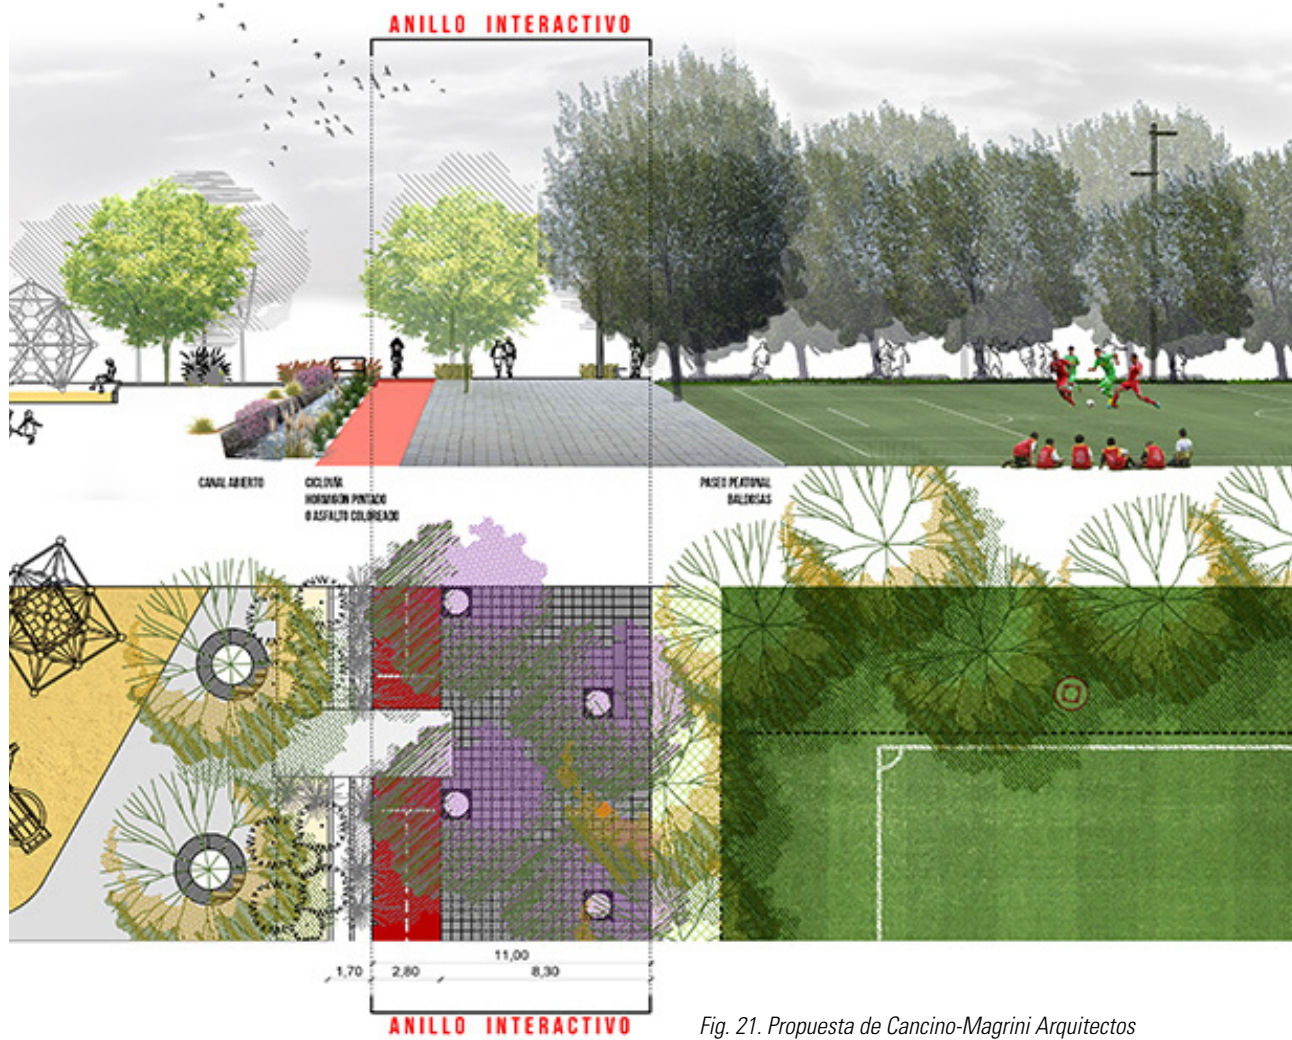 ANILLO INTERACTIVO
CANAL ABIERTO
CICLOVÍA
HORMIGÓN PINTADO
O ASFALTO COLOREADO
PASEO PEATONAL
BALDOSAS
11,00
1,70 2,80 8,30
ANILLO INTERACTIVO
Fig. 21. Propuesta de Cancino-Magrini Arquitectos